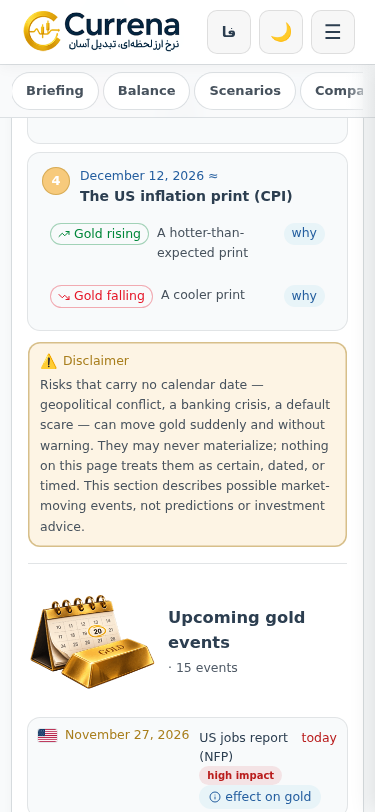 Currena
نرخ ارز لحظه‌ای، تبدیل آسان
فا
Briefing
Balance
Scenarios
Compa
4
December 12, 2026 ≈
The US inflation print (CPI)
Gold rising
A hotter-than-
expected print
why
Gold falling
A cooler print
why
⚠️ Disclaimer
Risks that carry no calendar date —
geopolitical conflict, a banking crisis, a default
scare — can move gold suddenly and without
warning. They may never materialize; nothing
on this page treats them as certain, dated, or
timed. This section describes possible market-
moving events, not predictions or investment
advice.
20
GOLD
Upcoming gold
events
· 15 events
November 27, 2026
US jobs report
(NFP)
today
high impact
effect on gold